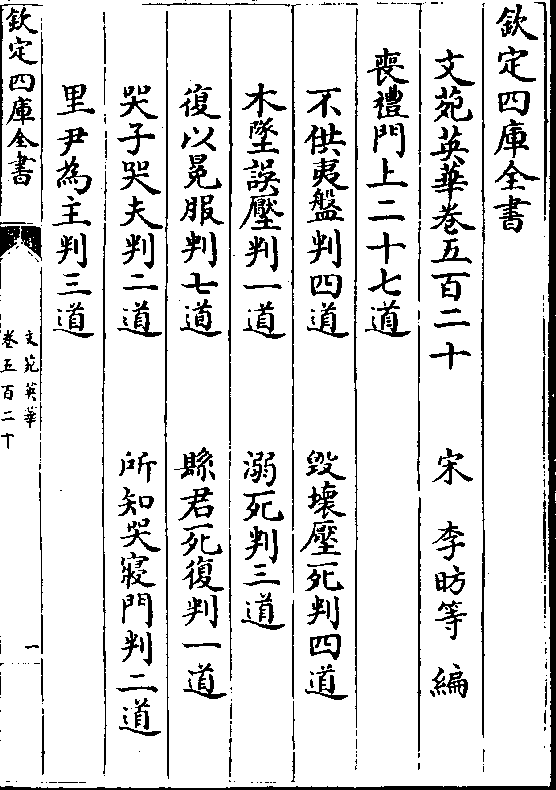 欽定四庫全書
文苑英華卷五百二十　宋　李昉等　編
喪禮門上二十七道
不供夷盤判四道　毀壞壓死判四道
木墜誤壓判一道　溺死判三道
復以冕服判七道　縣君死復判一道
哭子哭夫判二道　所知哭寢門判二道
里尹為主判三道
欽定四庫全書
文苑英華
卷五百二十
一